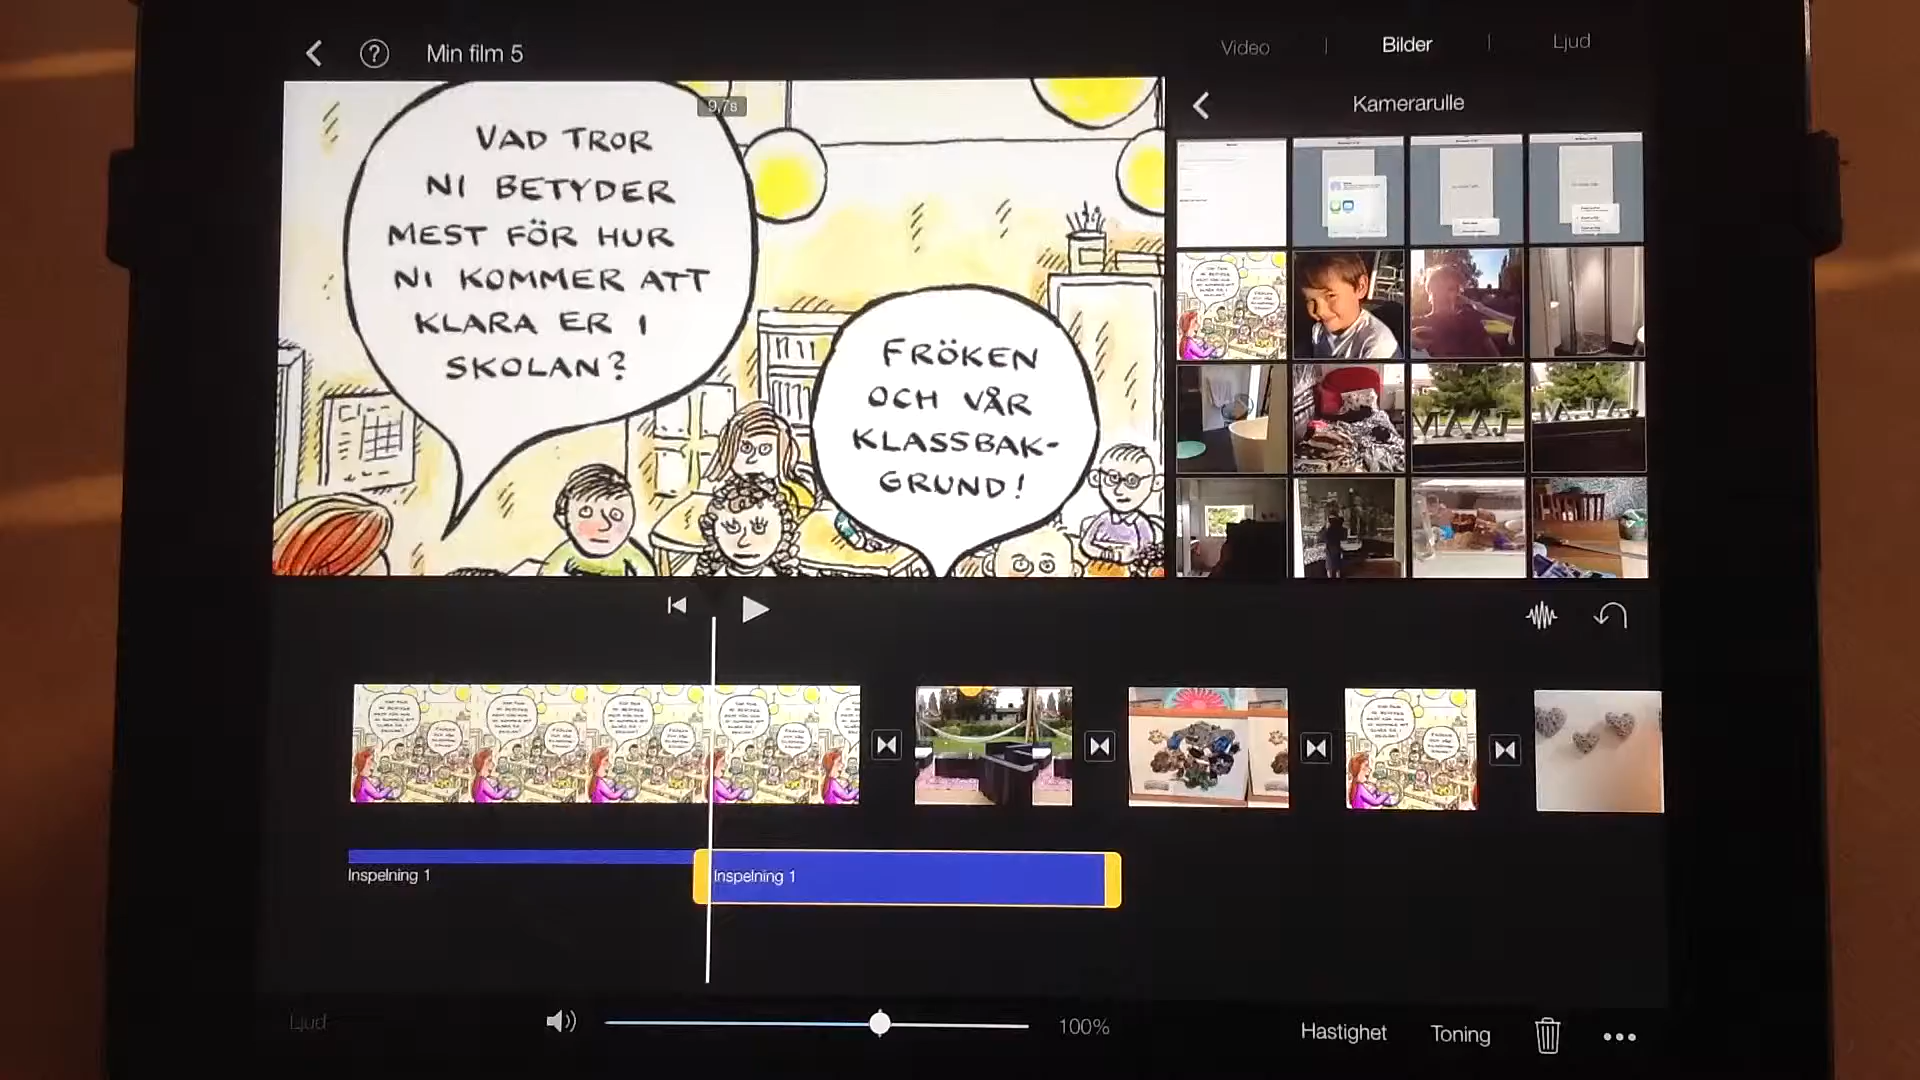 Min film 5
Video
Bilder
Ljud
Kamerarulle
9,7s
VAD TROR
NI BETYDER
MEST FÖR HUR
NI KOMMER ATT
KLARA ER I
SKOLAN?
FRÖKEN
OCH VÅR
KLASSBAK-
GRUND!
Inspelning 1
Inspelning 1
Ljud
100%
Hastighet
Toning